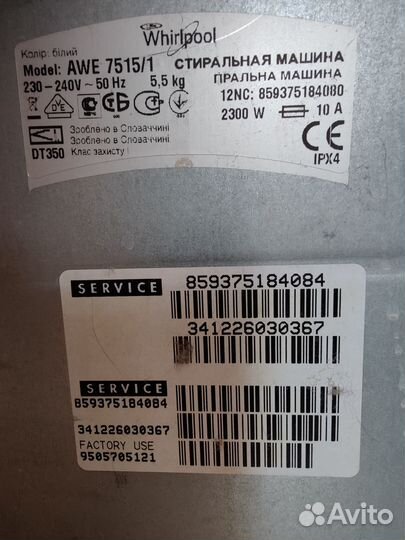 Whirlpool
Колір: білий
Model: AWE 7515/1
СТИРАЛЬНАЯ МАШИНА
230-240V~50 Hz 5,5 kg
ПРАЛЬНА МАШИНА
12NC: 859375184080
2300 W 10 A
Зроблено в Словаччині
Зроблено в Словаччині
DT350 Клас захисту I
CE
IPX4
SERVICE 859375184084
341226030367
SERVICE
859375184084
341226030367
FACTORY USE
9505705121
Avito